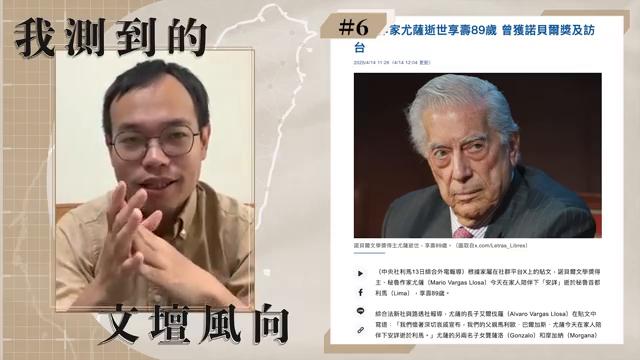 我測到的
文壇風向
#6
作家尤薩逝世享壽89歲 曾獲諾貝爾獎及訪
台
2025/4/14 11:26（4/14 12:04 更新）
諾貝爾文學獎得主尤薩逝世，享壽89歲。（圖取自x.com/Letras_Libres）
（中央社利馬13日綜合外電報導）根據家屬在社群平台X上的貼文，諾貝爾文學獎得
主、秘魯作家尤薩（Mario Vargas Llosa）今天在家人陪伴下「安詳」逝於秘魯首都
利馬（Lima），享壽89歲。
綜合法新社與路透社報導，尤薩的長子艾爾伐羅（Alvaro Vargas Llosa）在貼文中
寫道：「我們懷著深切哀戚宣布，我們的父親馬利歐．巴爾加斯．尤薩今天在家人陪
伴下安詳逝於利馬。」尤薩的另兩名子女龔薩洛（Gonzalo）和摩加納（Morgana）